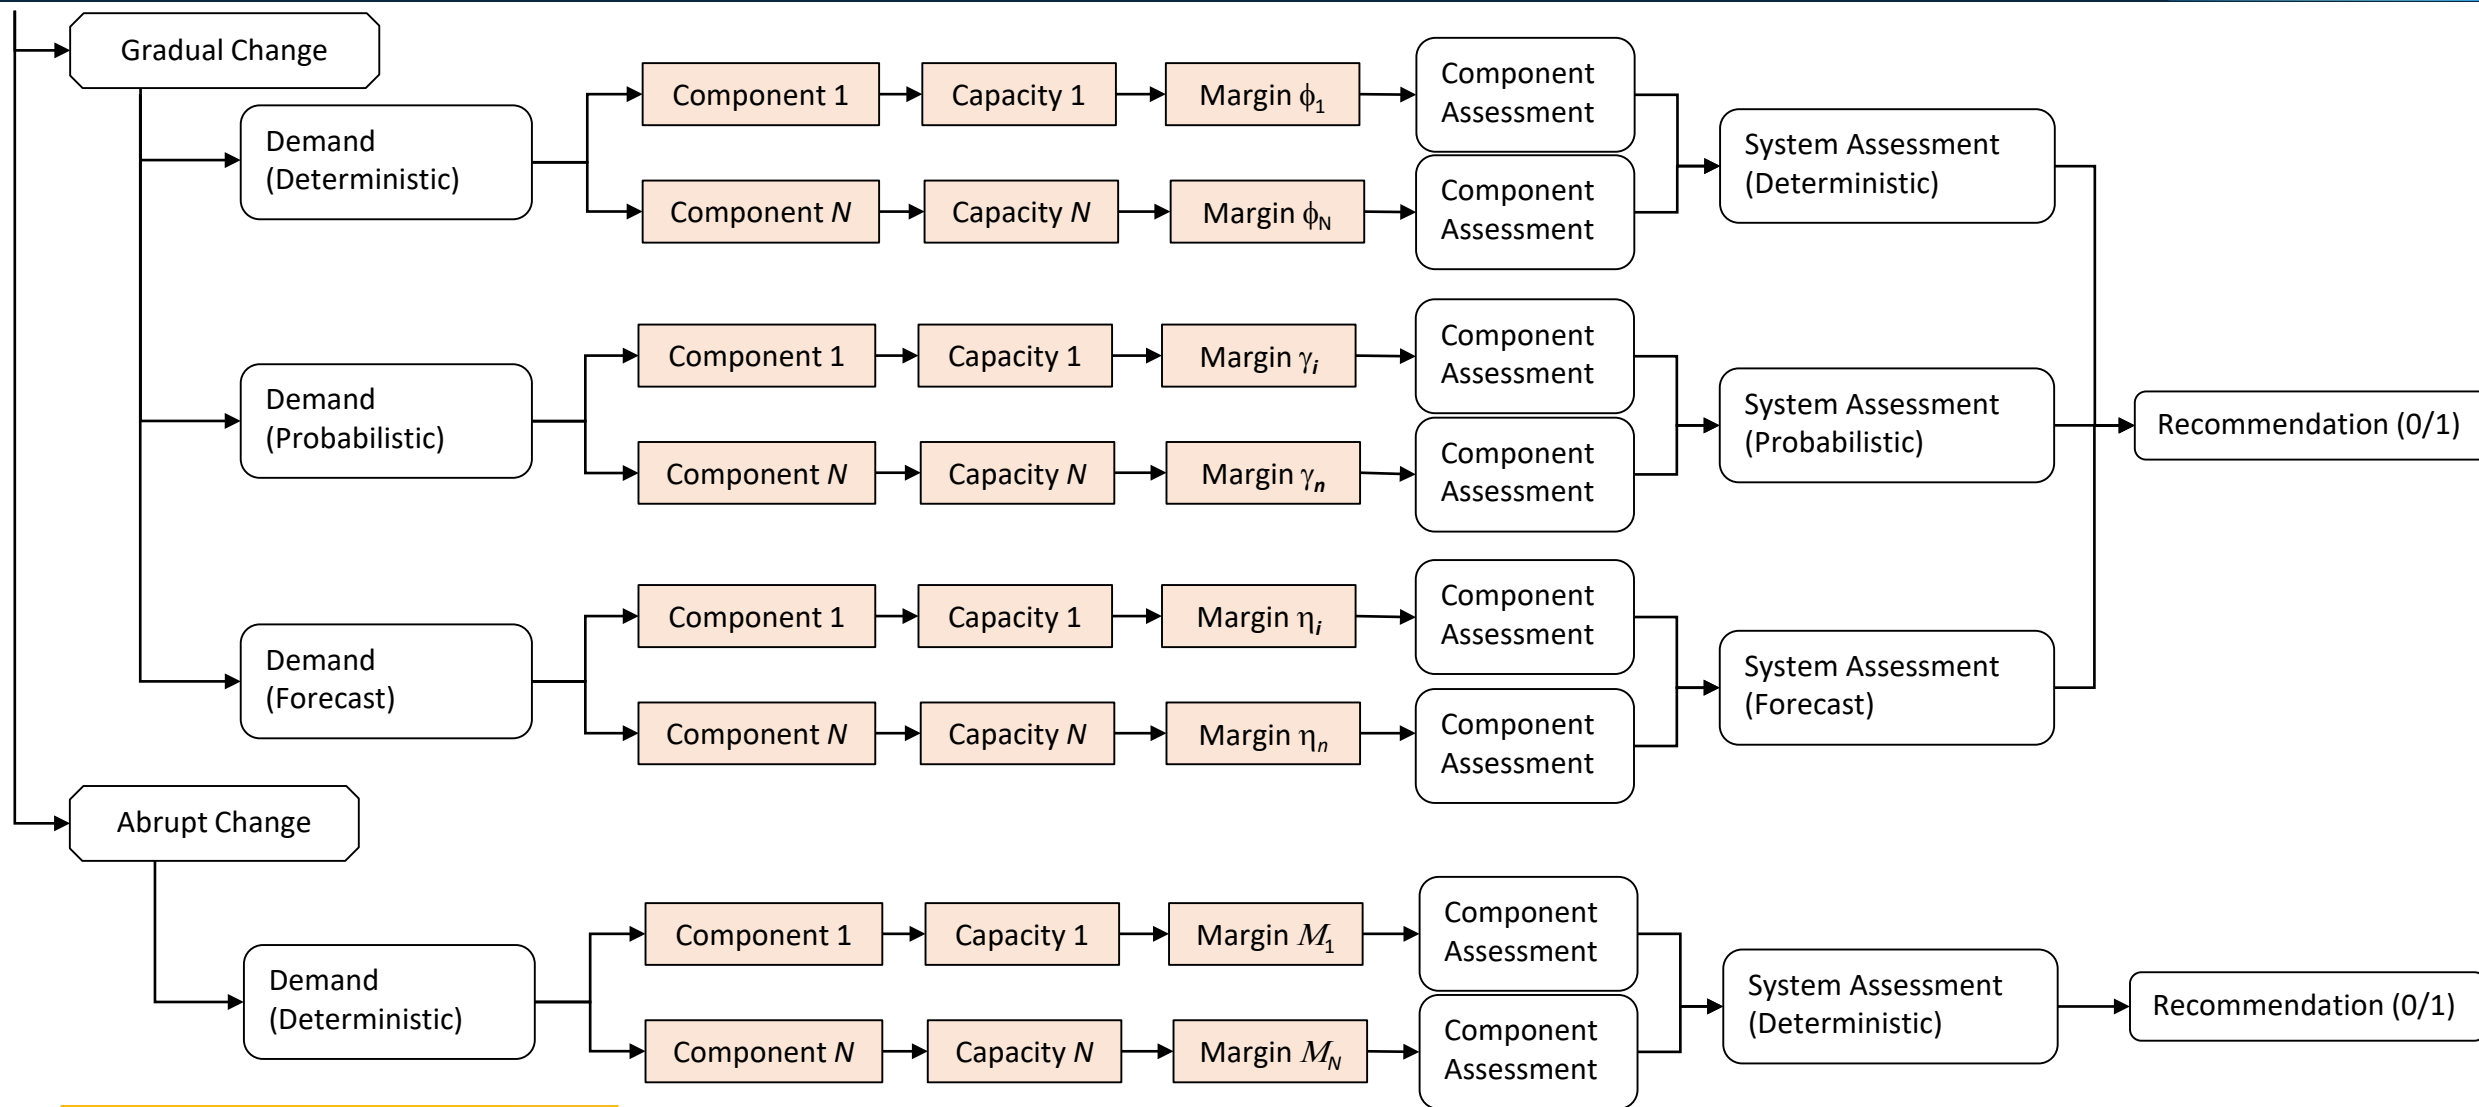 Gradual Change
Demand
(Deterministic)
Component 1
Capacity 1
Margin ϕ1
Component
Assessment
Component N
Capacity N
Margin ϕN
Component
Assessment
System Assessment
(Deterministic)
Demand
(Probabilistic)
Component 1
Capacity 1
Margin γi
Component
Assessment
Component N
Capacity N
Margin γn
Component
Assessment
System Assessment
(Probabilistic)
Recommendation (0/1)
Demand
(Forecast)
Component 1
Capacity 1
Margin ηi
Component
Assessment
Component N
Capacity N
Margin ηn
Component
Assessment
System Assessment
(Forecast)
Abrupt Change
Demand
(Deterministic)
Component 1
Capacity 1
Margin M1
Component
Assessment
Component N
Capacity N
Margin MN
Component
Assessment
System Assessment
(Deterministic)
Recommendation (0/1)